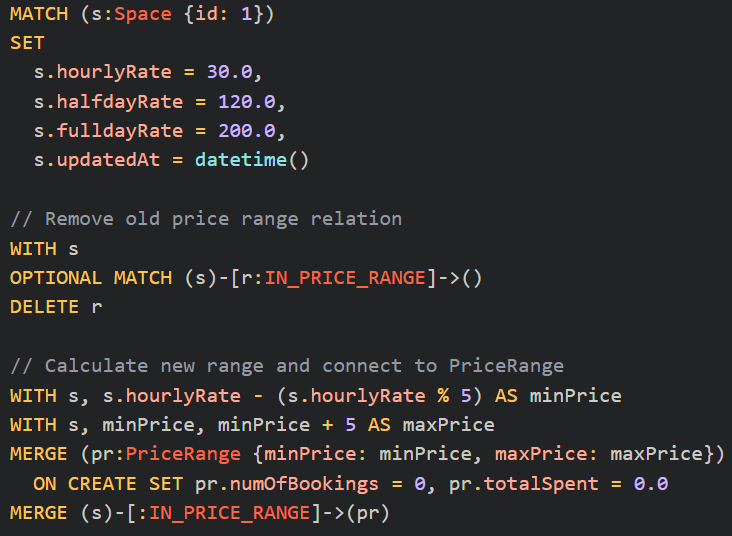 MATCH (s:Space {id: 1})
SET
  s.hourlyRate = 30.0,
  s.halfdayRate = 120.0,
  s.fulldayRate = 200.0,
  s.updatedAt = datetime()

// Remove old price range relation
WITH s
OPTIONAL MATCH (s)-[r:IN_PRICE_RANGE]->()
DELETE r

// Calculate new range and connect to PriceRange
WITH s, s.hourlyRate - (s.hourlyRate % 5) AS minPrice
WITH s, minPrice, minPrice + 5 AS maxPrice
MERGE (pr:PriceRange {minPrice: minPrice, maxPrice: maxPrice})
  ON CREATE SET pr.numOfBookings = 0, pr.totalSpent = 0.0
MERGE (s)-[:IN_PRICE_RANGE]->(pr)